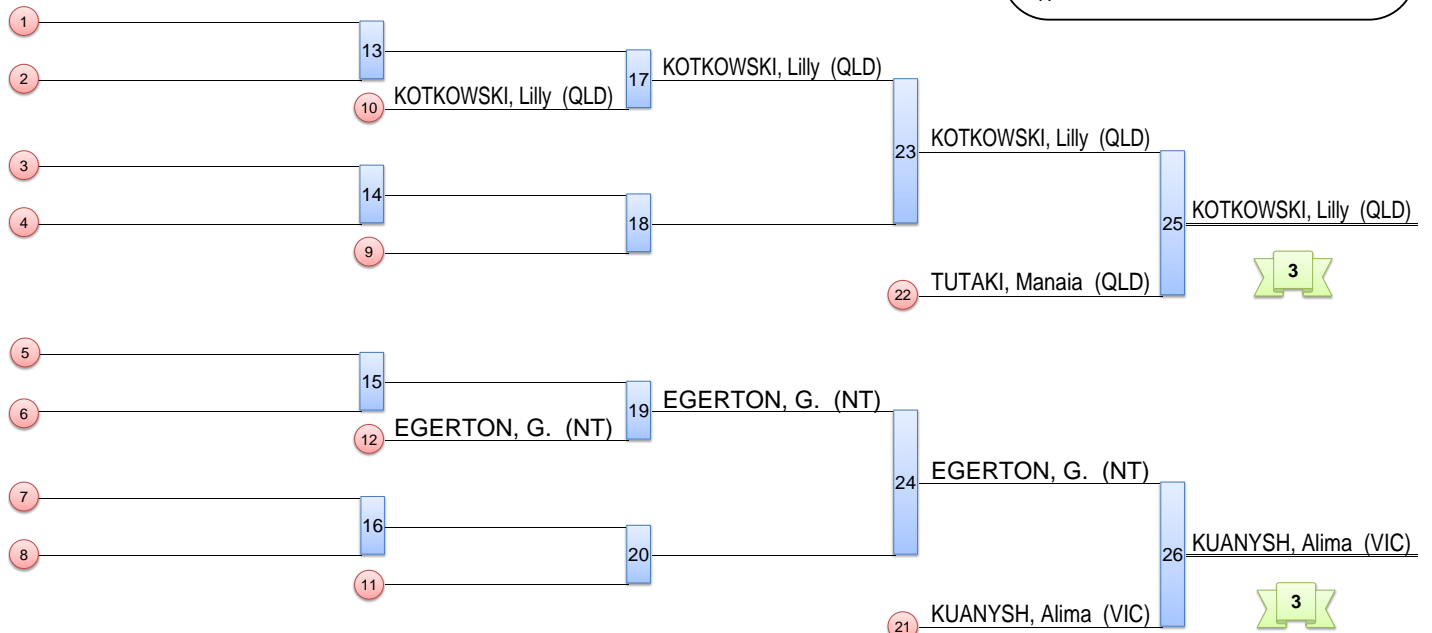 1
13
2
17
KOTKOWSKI, Lilly (QLD)
10
KOTKOWSKI, Lilly (QLD)
23
KOTKOWSKI, Lilly (QLD)
3
14
4
18
9
25
KOTKOWSKI, Lilly (QLD)
22
TUTAKI, Manaia (QLD)
3
5
15
6
19
EGERTON, G. (NT)
12
EGERTON, G. (NT)
24
EGERTON, G. (NT)
7
16
8
20
11
26
KUANYSH, Alima (VIC)
21
KUANYSH, Alima (VIC)
3